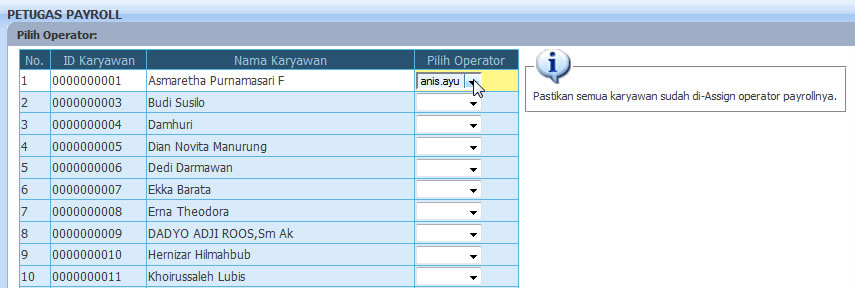 PETUGAS PAYROLL
Pilih Operator:
No. ID Karyawan Nama Karyawan Pilih Operator
1 0000000001 Asmaretha Purnamasari F anis.ayu
Pastikan semua karyawan sudah di-Assign operator payrollnya.
2 0000000003 Budi Susilo
3 0000000004 Damhuri
4 0000000005 Dian Novita Manurung
5 0000000006 Dedi Darmawan
6 0000000007 Ekka Barata
7 0000000008 Erna Theodora
8 0000000009 DADYO ADJI ROOS,Sm Ak
9 0000000010 Hernizar Hilmahbub
10 0000000011 Khoirussaleh Lubis